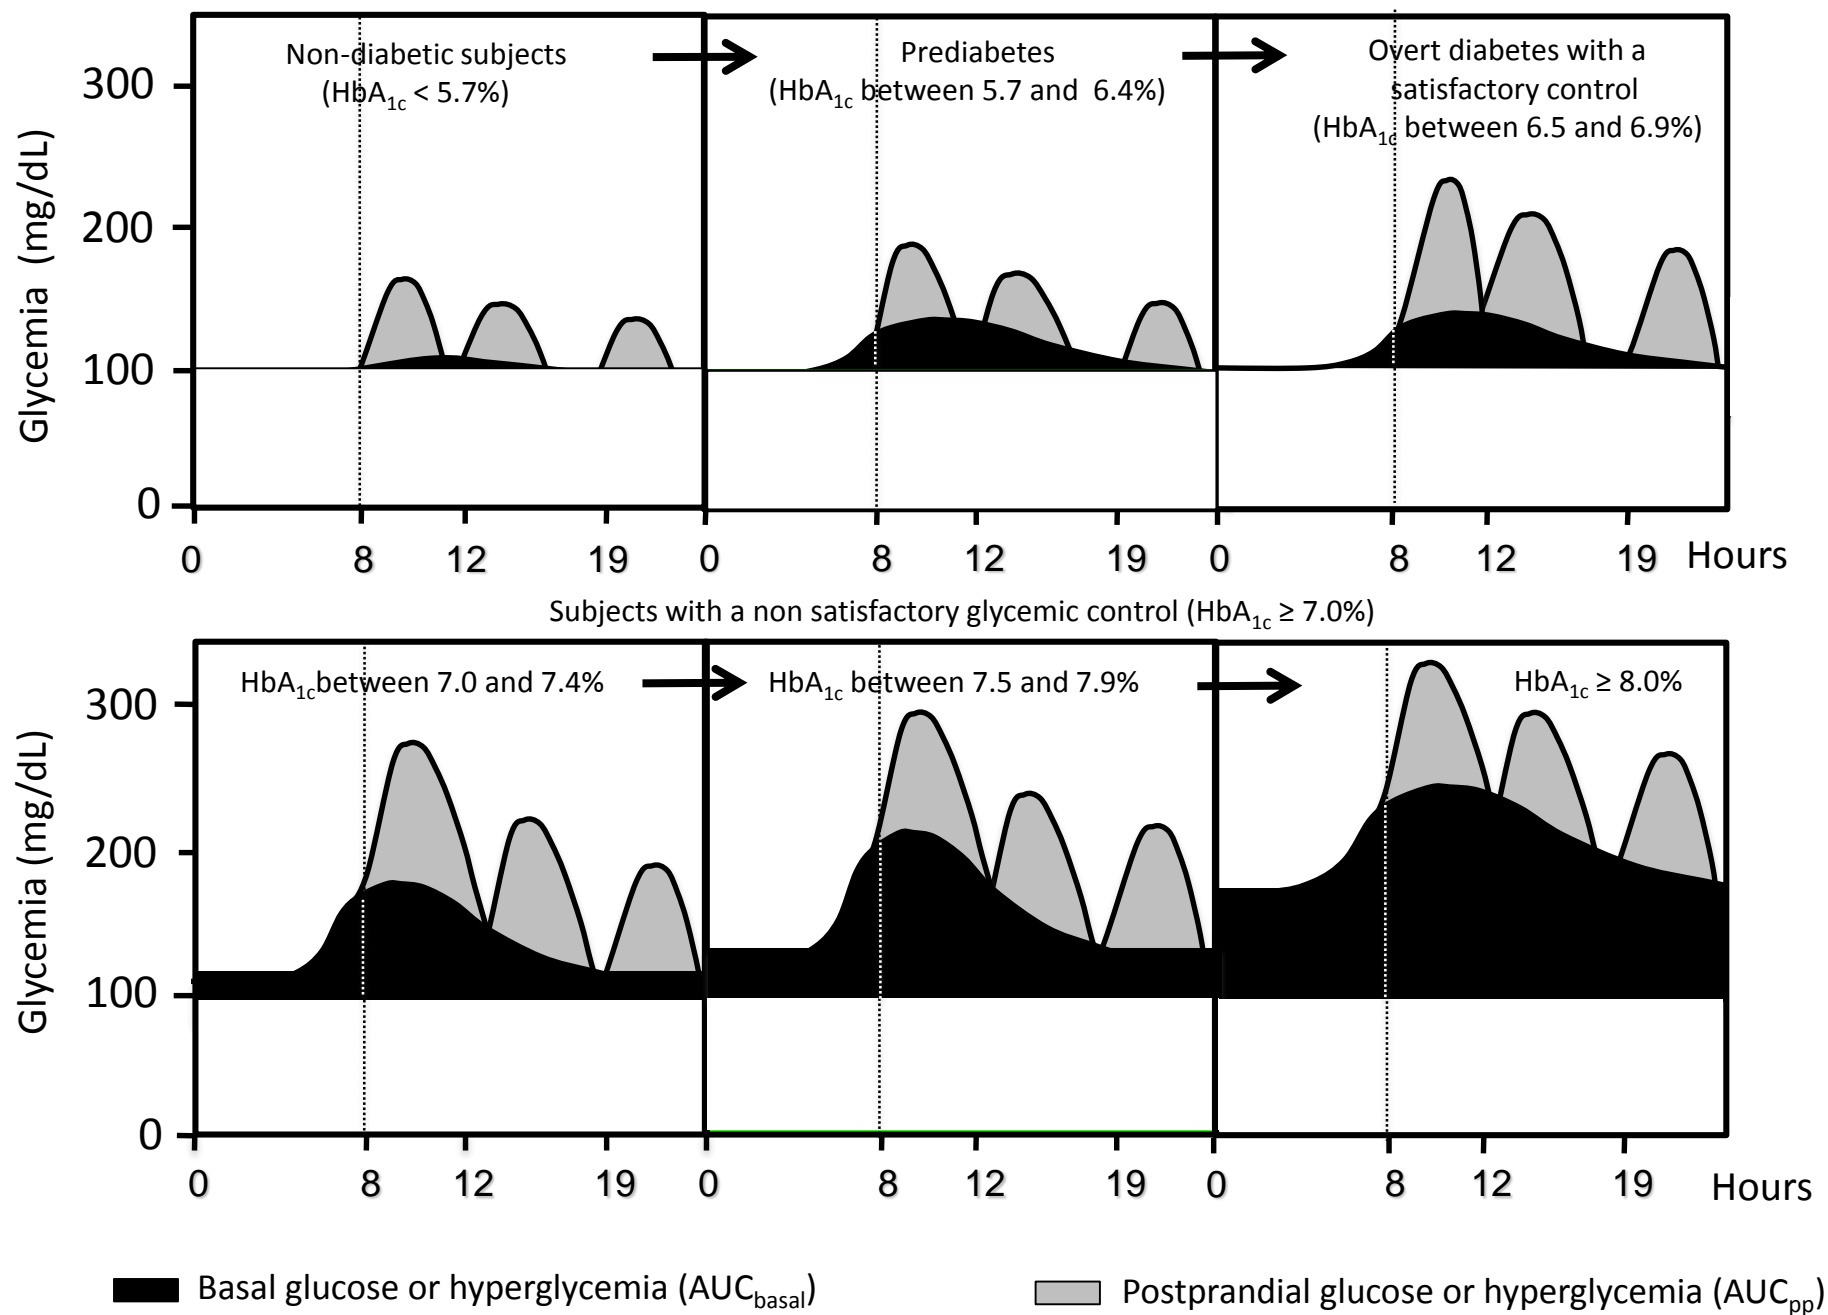 Non-diabetic subjects
(HbA1c < 5.7%)
Prediabetes
(HbA1c between 5.7 and 6.4%)
Overt diabetes with a
satisfactory control
(HbA1c between 6.5 and 6.9%)
Glycemia (mg/dL)
300
200
100
0
0 8 12 19 0 8 12 19 0 8 12 19 Hours
Subjects with a non satisfactory glycemic control (HbA1c ≥ 7.0%)
HbA1cbetween 7.0 and 7.4%
HbA1c between 7.5 and 7.9%
HbA1c ≥ 8.0%
Glycemia (mg/dL)
300
200
100
0
0 8 12 19 0 8 12 19 0 8 12 19 Hours
Basal glucose or hyperglycemia (AUCbasal)
Postprandial glucose or hyperglycemia (AUCpp)